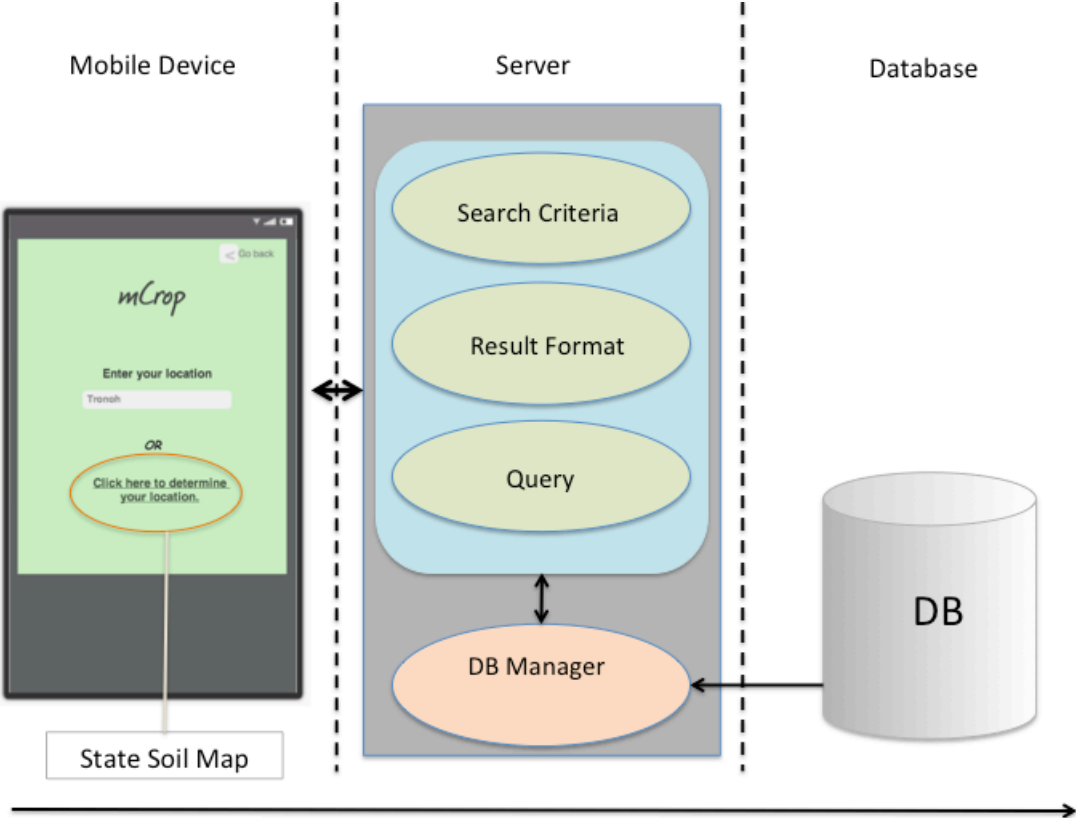 Mobile Device
Server
Database
Go back
mCrop
Enter your location
Tronoh
OR
Click here to determine
your location.
State Soil Map
Search Criteria
Result Format
Query
DB Manager
DB